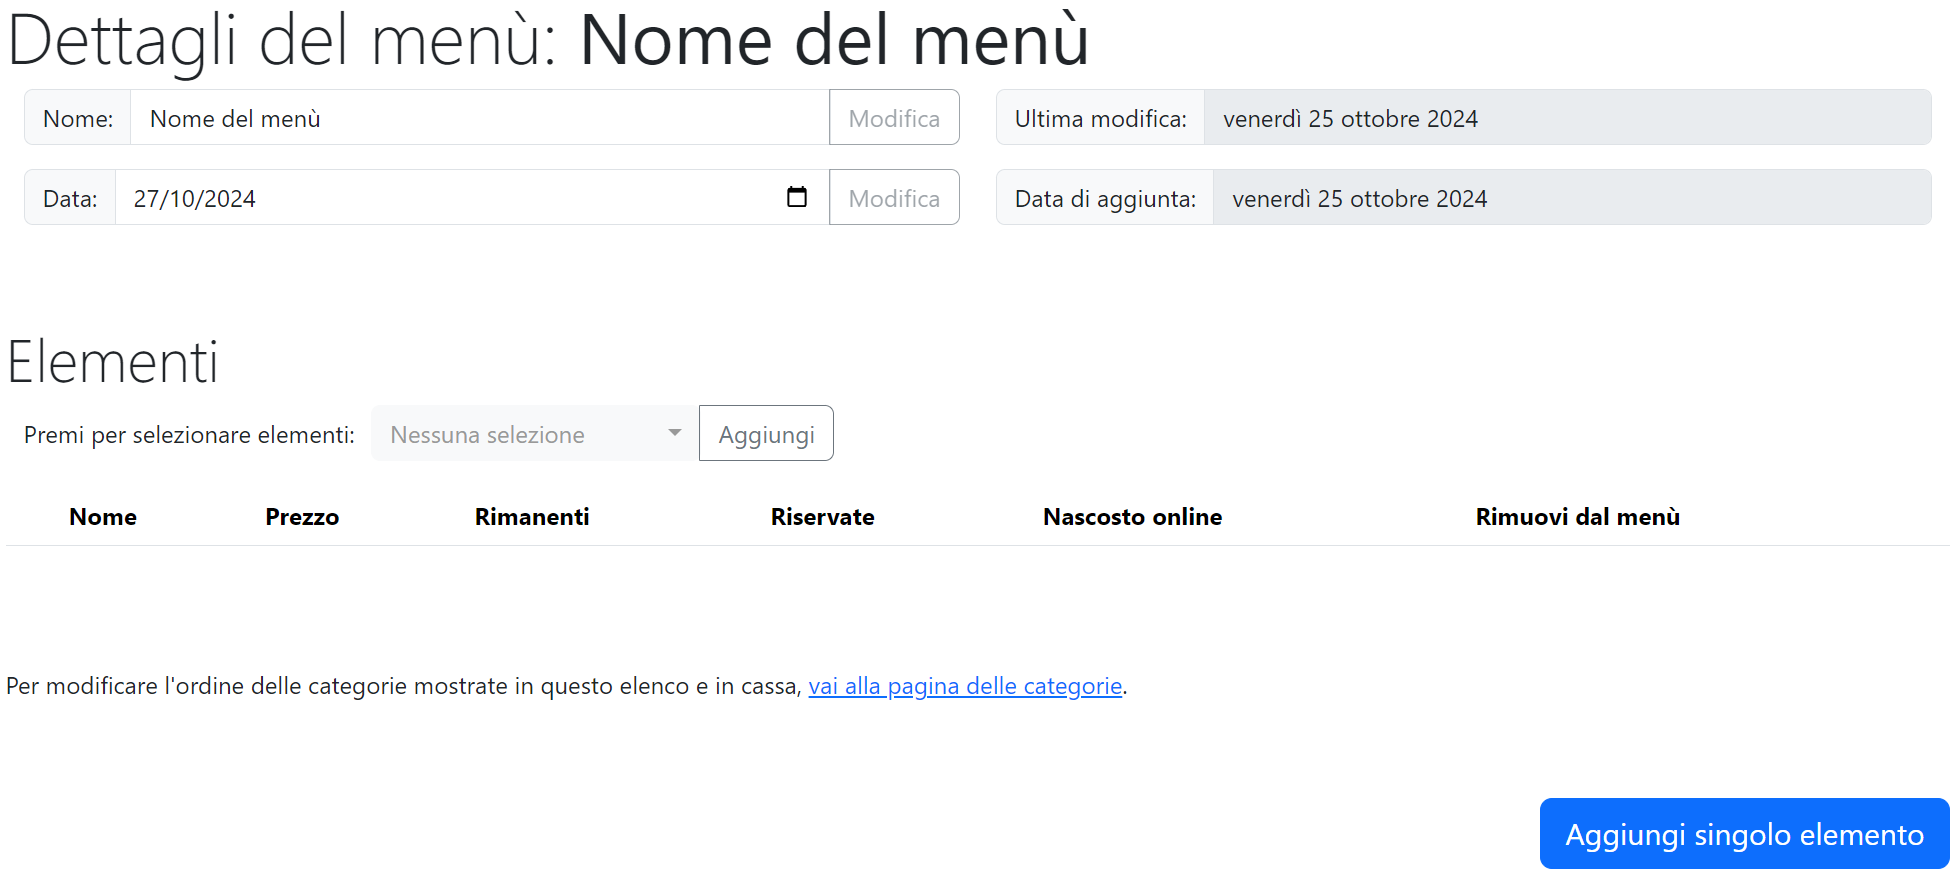 Dettagli del menù: Nome del menù
Nome: Nome del menù Modifica Ultima modifica: venerdì 25 ottobre 2024
Data: 27/10/2024 Modifica Data di aggiunta: venerdì 25 ottobre 2024
Elementi
Premi per selezionare elementi: Nessuna selezione Aggiungi
Nome Prezzo Rimanenti Riservate Nascosto online Rimuovi dal menù
Per modificare l'ordine delle categorie mostrate in questo elenco e in cassa, vai alla pagina delle categorie.
Aggiungi singolo elemento